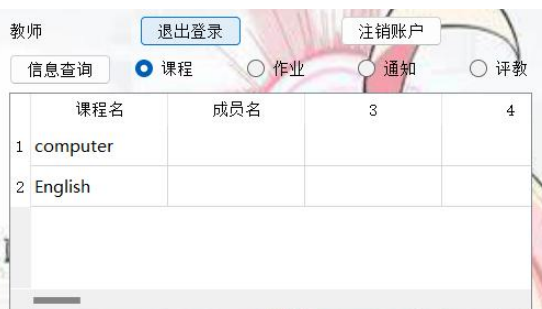 教师 退出登录 注销账户
信息查询 课程 作业 通知 评教
课程名 成员名 3 4
1 computer
2 English